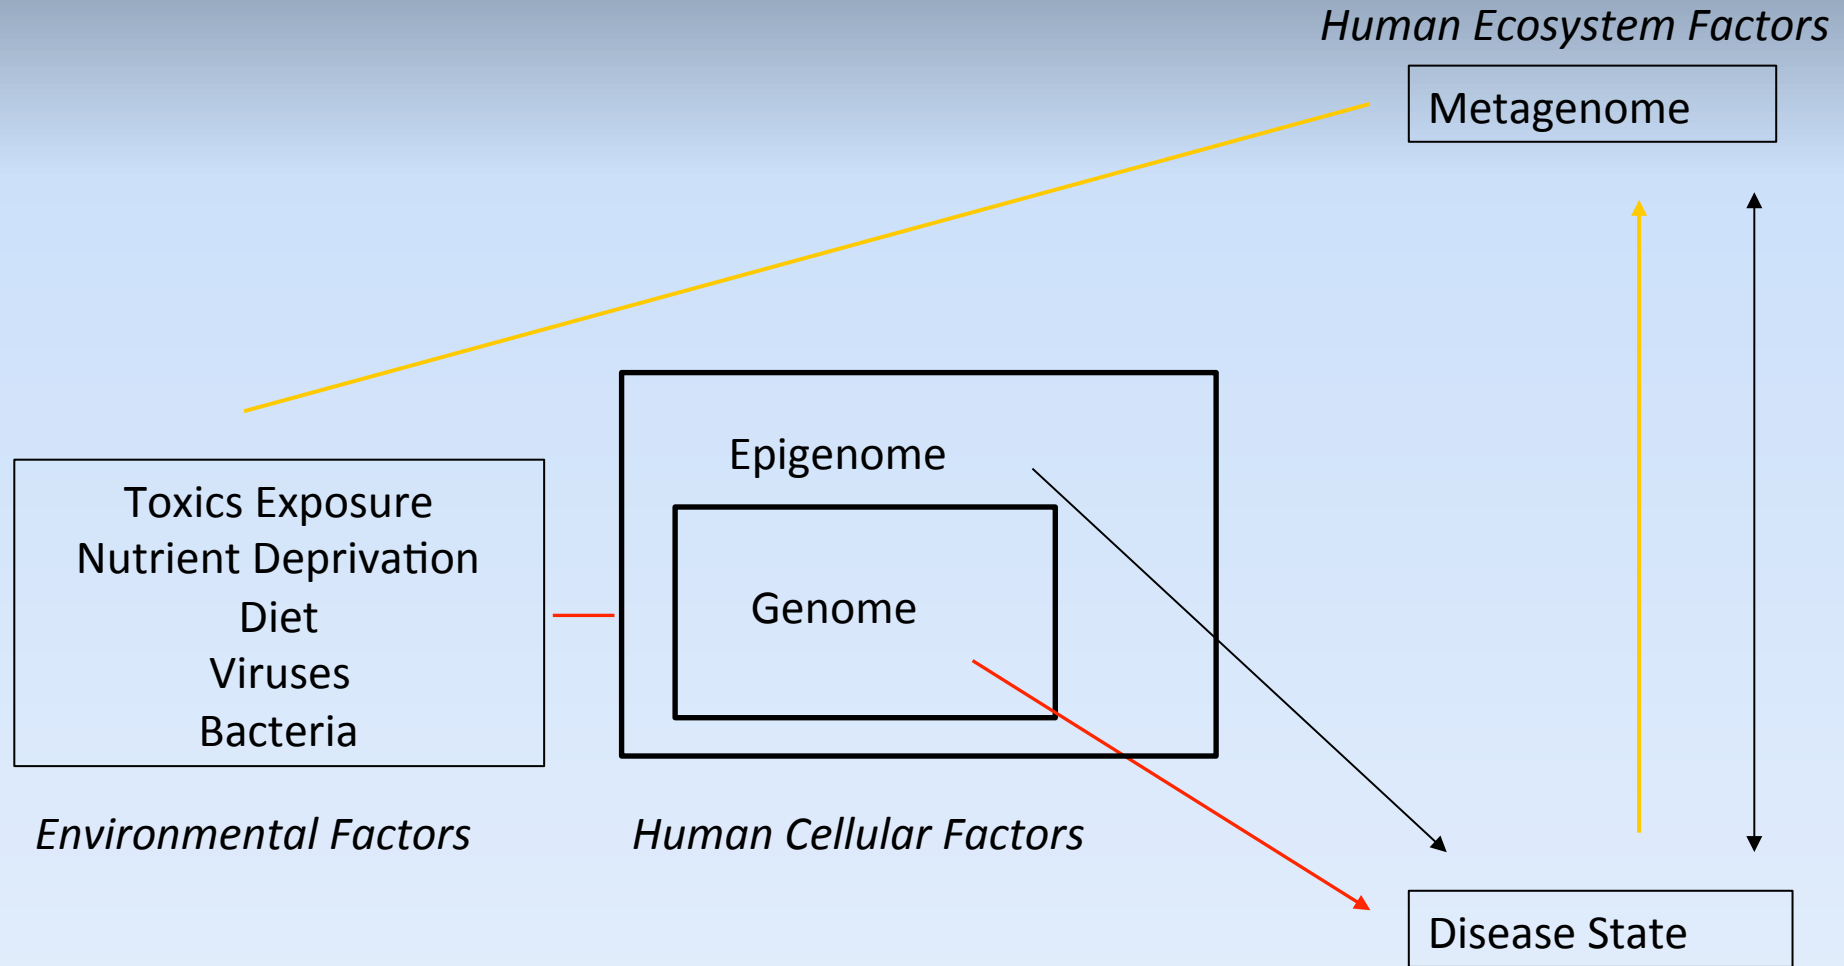 Human Ecosystem Factors
Metagenome
Epigenome
Genome
Toxics Exposure
Nutrient Deprivation
Diet
Viruses
Bacteria
Environmental Factors
Human Cellular Factors
Disease State